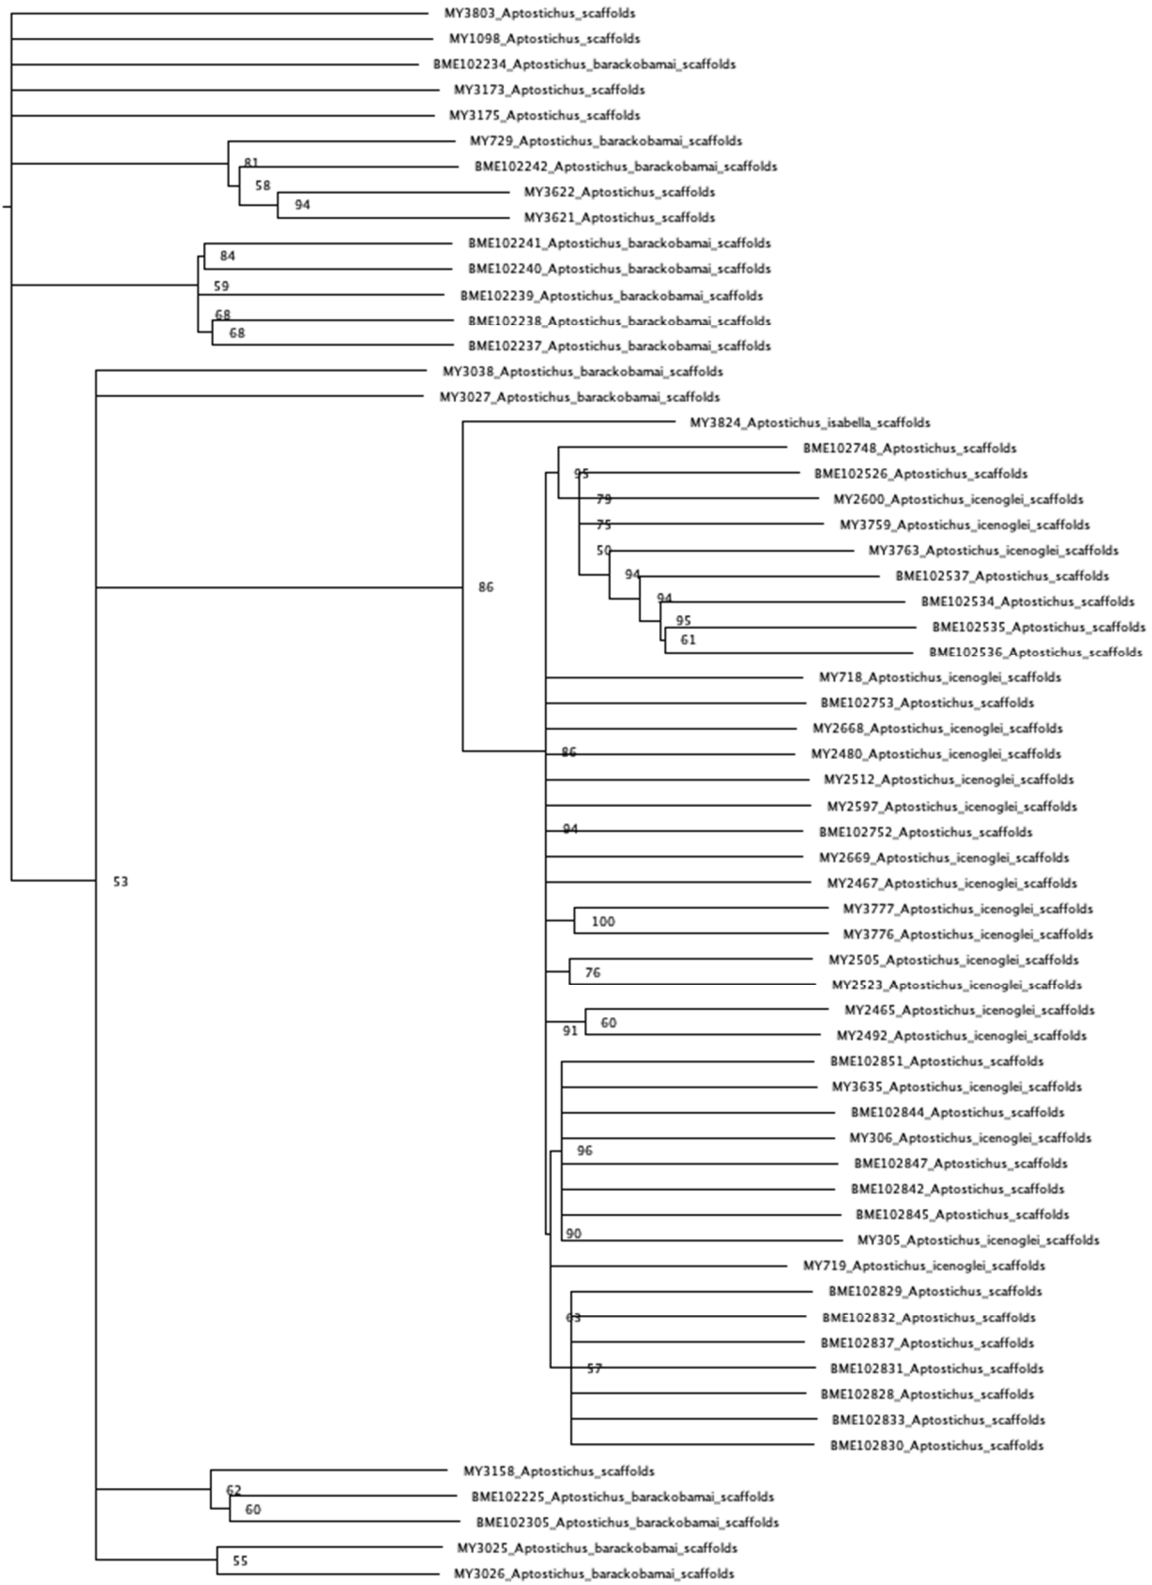 MY3803_Aptostichus_scaffolds
MY1098_Aptostichus_scaffolds
BME102234_Aptostichus_barackobamai_scaffolds
MY3173_Aptostichus_scaffolds
MY3175_Aptostichus_scaffolds
MY729_Aptostichus_barackobamai_scaffolds
81
BME102242_Aptostichus_barackobamai_scaffolds
58
MY3622_Aptostichus_scaffolds
94
MY3621_Aptostichus_scaffolds
BME102241_Aptostichus_barackobamai_scaffolds
84
BME102240_Aptostichus_barackobamai_scaffolds
59
BME102239_Aptostichus_barackobamai_scaffolds
68
BME102238_Aptostichus_barackobamai_scaffolds
68
BME102237_Aptostichus_barackobamai_scaffolds
MY3038_Aptostichus_barackobamai_scaffolds
MY3027_Aptostichus_barackobamai_scaffolds
MY3824_Aptostichus_isabella_scaffolds
BME102748_Aptostichus_scaffolds
95
BME102526_Aptostichus_scaffolds
79
MY2600_Aptostichus_icenoglei_scaffolds
75
MY3759_Aptostichus_icenoglei_scaffolds
50
MY3763_Aptostichus_icenoglei_scaffolds
94
BME102537_Aptostichus_scaffolds
86
94
BME102534_Aptostichus_scaffolds
95
BME102535_Aptostichus_scaffolds
61
BME102536_Aptostichus_scaffolds
MY718_Aptostichus_icenoglei_scaffolds
BME102753_Aptostichus_scaffolds
MY2668_Aptostichus_icenoglei_scaffolds
86
MY2480_Aptostichus_icenoglei_scaffolds
MY2512_Aptostichus_icenoglei_scaffolds
MY2597_Aptostichus_icenoglei_scaffolds
94
BME102752_Aptostichus_scaffolds
MY2669_Aptostichus_icenoglei_scaffolds
53
MY2467_Aptostichus_icenoglei_scaffolds
MY3777_Aptostichus_icenoglei_scaffolds
100
MY3776_Aptostichus_icenoglei_scaffolds
MY2505_Aptostichus_icenoglei_scaffolds
76
MY2523_Aptostichus_icenoglei_scaffolds
MY2465_Aptostichus_icenoglei_scaffolds
60
91
MY2492_Aptostichus_icenoglei_scaffolds
BME102851_Aptostichus_scaffolds
MY3635_Aptostichus_icenoglei_scaffolds
BME102844_Aptostichus_scaffolds
MY306_Aptostichus_icenoglei_scaffolds
96
BME102847_Aptostichus_scaffolds
BME102842_Aptostichus_scaffolds
BME102845_Aptostichus_scaffolds
90
MY305_Aptostichus_icenoglei_scaffolds
MY719_Aptostichus_icenoglei_scaffolds
BME102829_Aptostichus_scaffolds
BME102832_Aptostichus_scaffolds
BME102837_Aptostichus_scaffolds
57
BME102831_Aptostichus_scaffolds
BME102828_Aptostichus_scaffolds
BME102833_Aptostichus_scaffolds
BME102830_Aptostichus_scaffolds
MY3158_Aptostichus_scaffolds
62
BME102225_Aptostichus_barackobamai_scaffolds
60
BME102305_Aptostichus_barackobamai_scaffolds
MY3025_Aptostichus_barackobamai_scaffolds
55
MY3026_Aptostichus_barackobamai_scaffolds